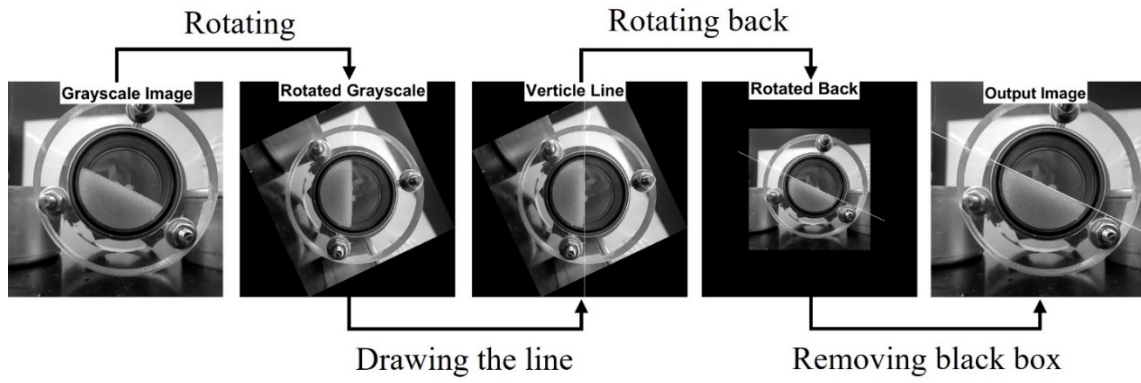 Rotating
Rotating back
Grayscale Image
Rotated Grayscale
Verticle Line
Rotated Back
Output Image
Drawing the line
Removing black box